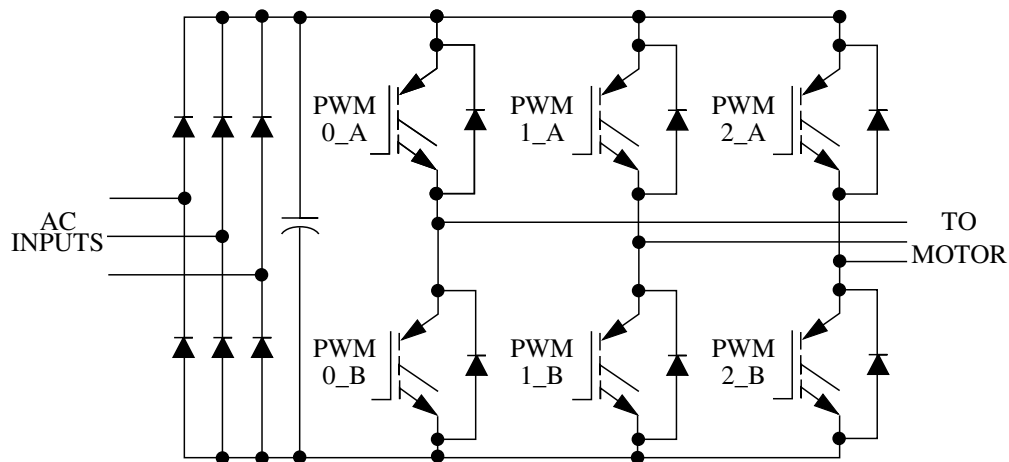 PWM
0_A
PWM
1_A
PWM
2_A
AC
INPUTS
TO
MOTOR
PWM
0_B
PWM
1_B
PWM
2_B